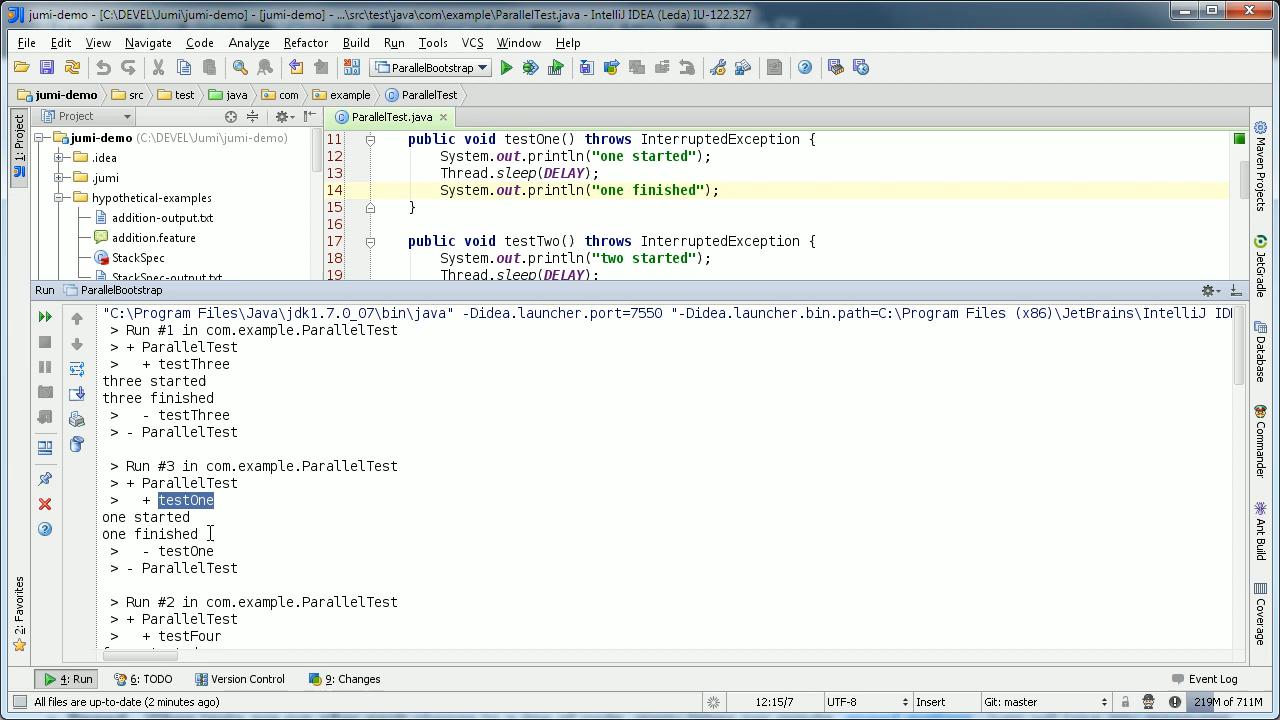 jumi-demo - [C:\DEVEL\Jumi\jumi-demo] - [jumi-demo] - ...\src\test\java\com\example\ParallelTest.java - IntelliJ IDEA (Leda) IU-122.327
File Edit View Navigate Code Analyze Refactor Build Run Tools VCS Window Help
ParallelBootstrap
jumi-demo src test java com example ParallelTest
Project
ParallelTest.java
1: Project
jumi-demo (C:\DEVEL\Jumi\jumi-demo)
.idea
.jumi
hypothetical-examples
addition-output.txt
addition.feature
StackSpec
StackSpec-output.txt
11 public void testOne() throws InterruptedException {
12 System.out.println("one started");
13 Thread.sleep(DELAY);
14 System.out.println("one finished");
15 }
16
17 public void testTwo() throws InterruptedException {
18 System.out.println("two started");
19 Thread.sleep(DELAY);
Maven Projects
JetGradle
Database
Commander
Ant Build
Coverage
Run ParallelBootstrap
"C:\Program Files\Java\jdk1.7.0_07\bin\java" -Didea.launcher.port=7550 "-Didea.launcher.bin.path=C:\Program Files (x86)\JetBrains\IntelliJ ID
> Run #1 in com.example.ParallelTest
> + ParallelTest
>   + testThree
three started
three finished
>   - testThree
> - ParallelTest
> Run #3 in com.example.ParallelTest
> + ParallelTest
>   + testOne
one started
one finished
>   - testOne
> - ParallelTest
> Run #2 in com.example.ParallelTest
> + ParallelTest
>   + testFour
2: Favorites
4: Run 6: TODO Version Control 9: Changes Event Log
All files are up-to-date (2 minutes ago) 12:15/7 UTF-8 Insert Git: master 219M of 711M